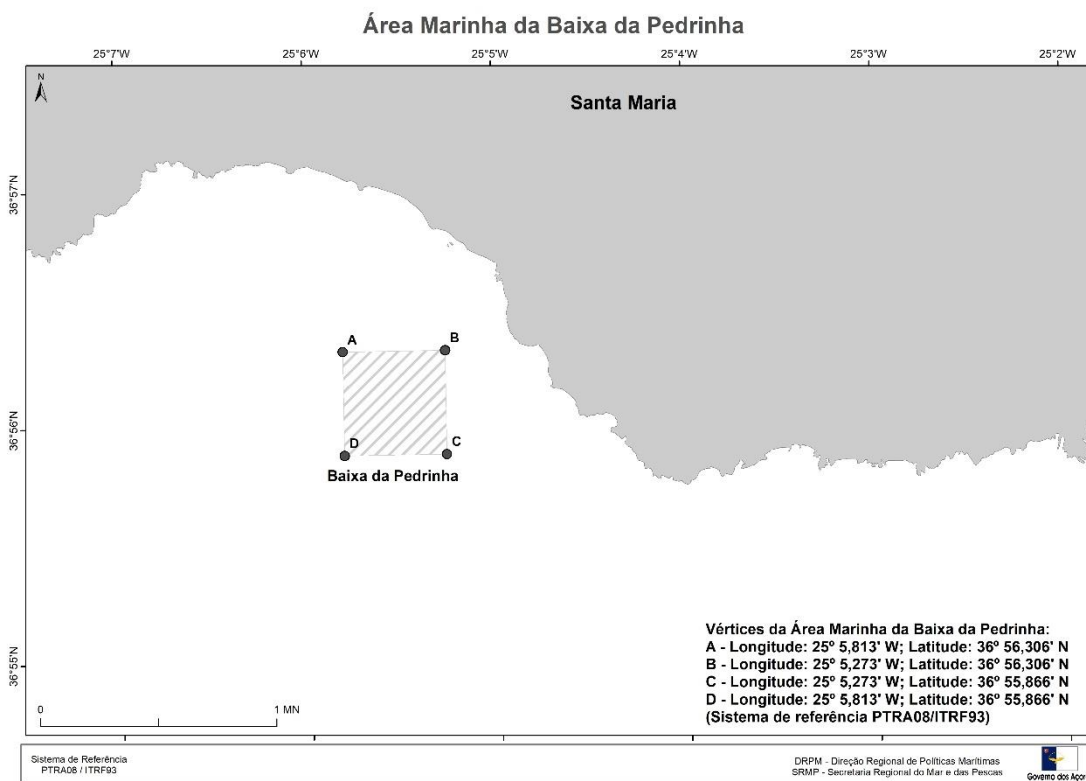 Área Marinha da Baixa da Pedrinha
25°7'W 25°6'W 25°5'W 25°4'W 25°3'W 25°2'W
N
Santa Maria
36°57'N
A
B
36°56'N
D
C
Baixa da Pedrinha
36°55'N
Vértices da Área Marinha da Baixa da Pedrinha:
A - Longitude: 25º 5,813' W; Latitude: 36º 56,306' N
B - Longitude: 25º 5,273' W; Latitude: 36º 56,306' N
C - Longitude: 25º 5,273' W; Latitude: 36º 55,866' N
D - Longitude: 25º 5,813' W; Latitude: 36º 55,866' N
(Sistema de referência PTRA08/ITRF93)
0 1 MN
Sistema de Referência
PTRA08 / ITRF93
DRPM - Direção Regional de Políticas Marítimas
SRMP - Secretaria Regional do Mar e das Pescas
Governo dos Açor